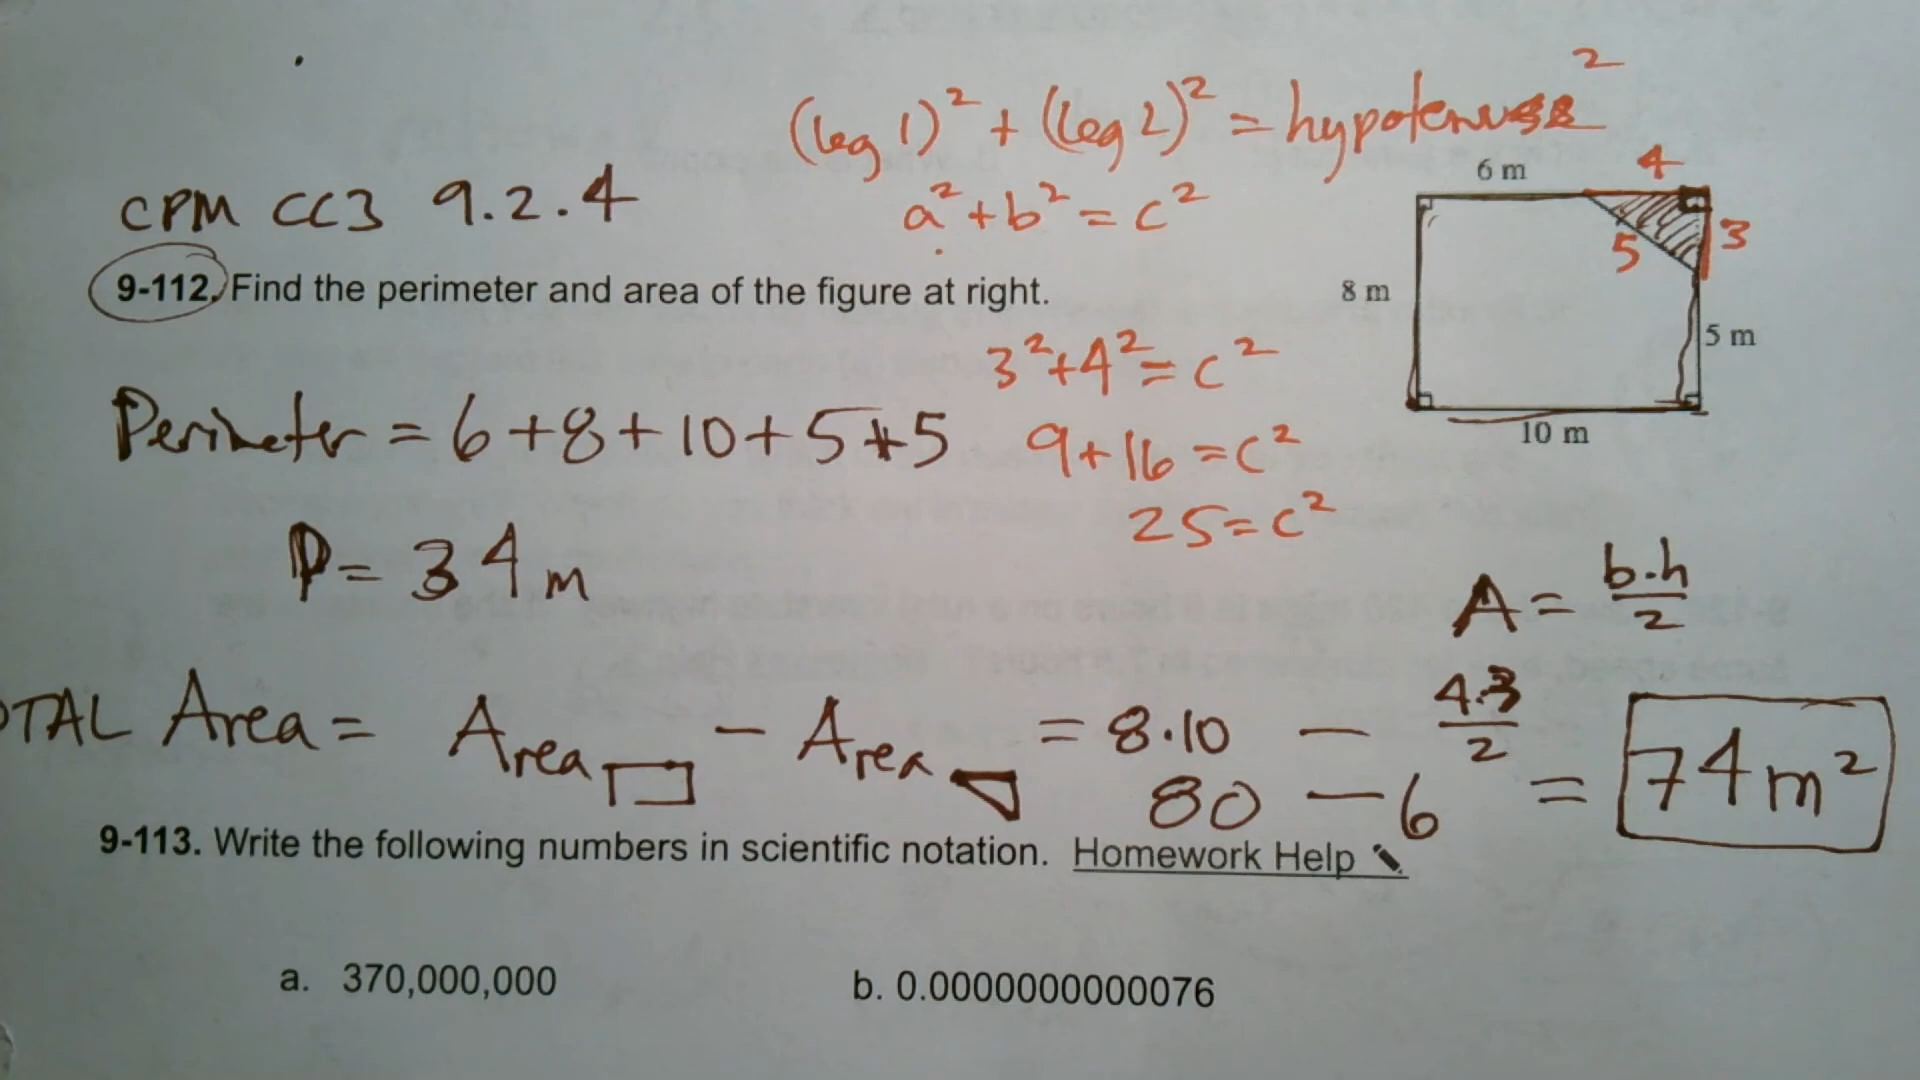 (leg 1)² + (leg 2)² = hypotenuse²
CPM CC3 9.2.4
a² + b² = c²
6 m 4
5 3
9-112. Find the perimeter and area of the figure at right.
8 m
5 m
10 m
3² + 4² = c²
Perimeter = 6 + 8 + 10 + 5 + 5
9 + 16 = c²
25 = c²
P = 34 m
A = b·h/2
OTAL Area = Area - Area = 8·10 - 4·3/2
80 - 6 = 74 m²
9-113. Write the following numbers in scientific notation. Homework Help ✎
a. 370,000,000 b. 0.0000000000076